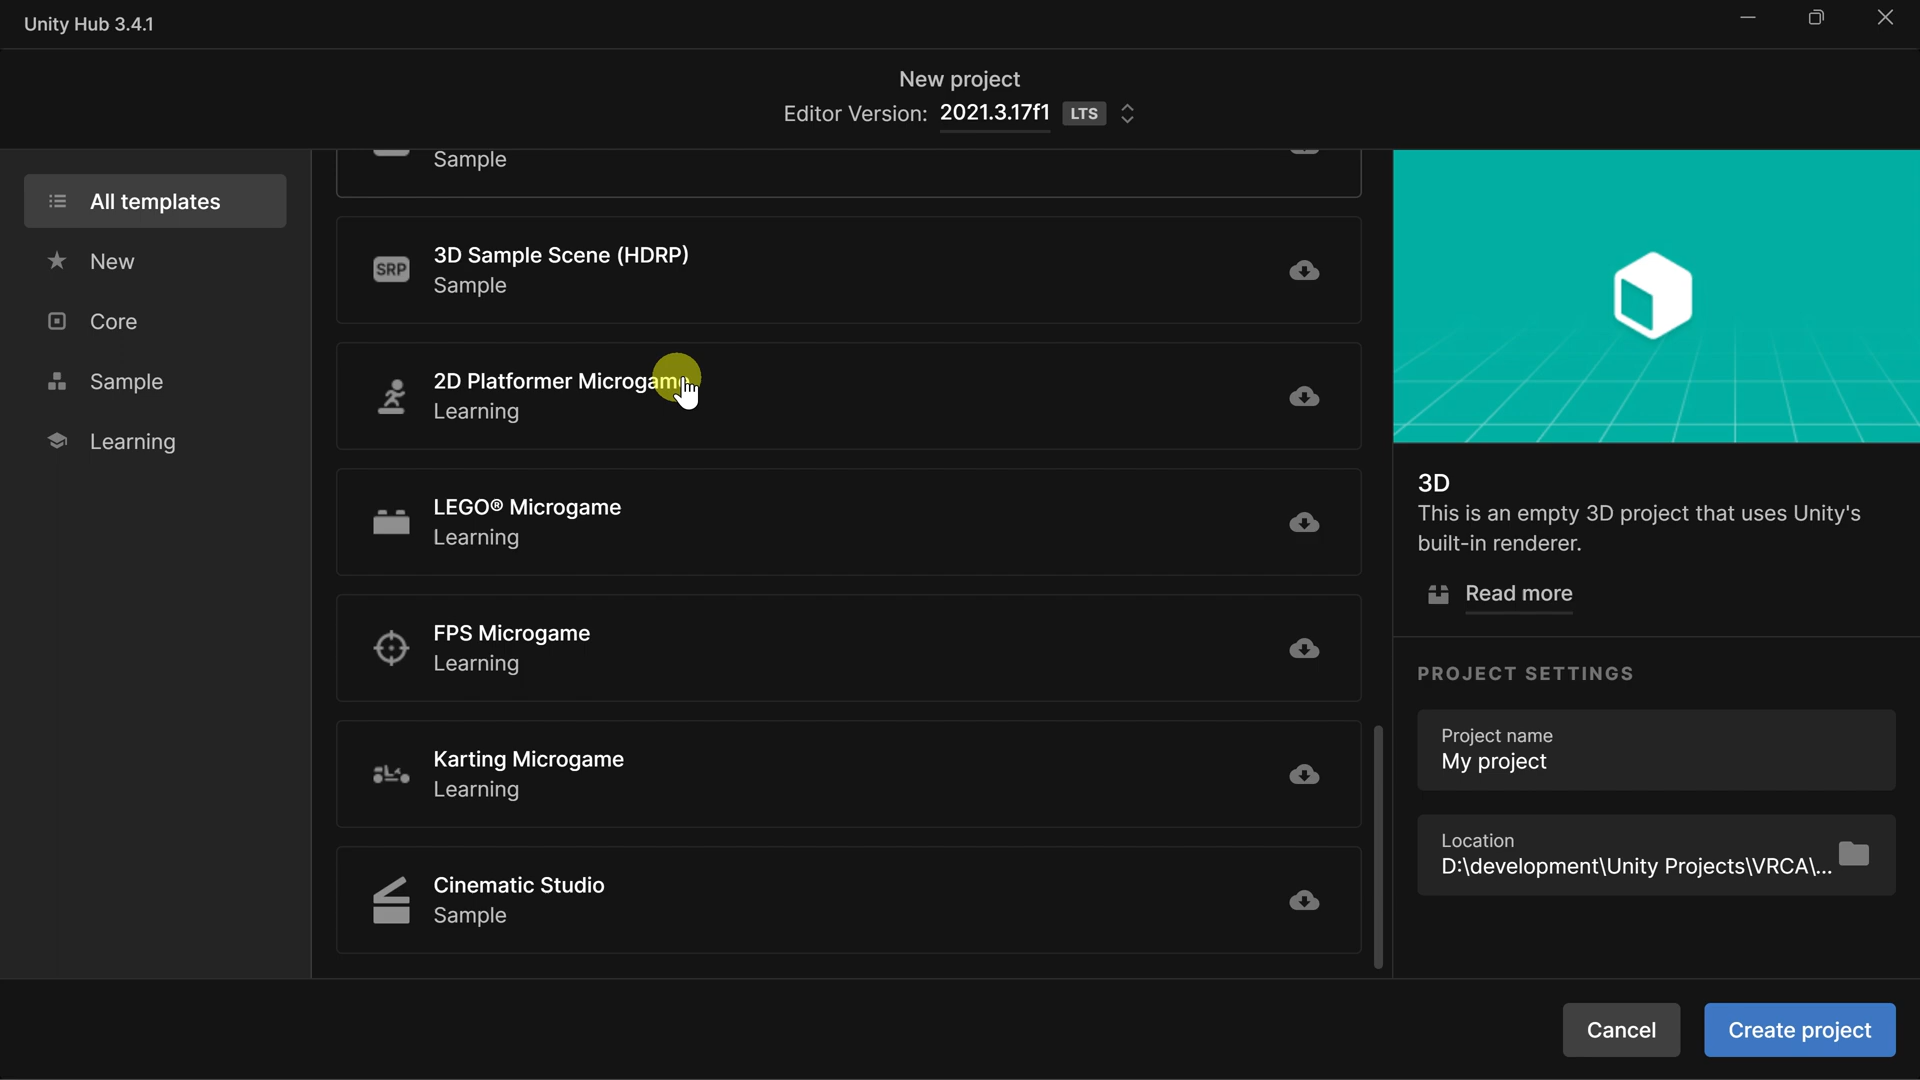 Unity Hub 3.4.1
New project
Editor Version: 2021.3.17f1 LTS
All templates
New
Core
Sample
Learning
Sample
SRP
3D Sample Scene (HDRP)
Sample
2D Platformer Microgame
Learning
LEGO® Microgame
Learning
FPS Microgame
Learning
Karting Microgame
Learning
Cinematic Studio
Sample
3D
This is an empty 3D project that uses Unity's
built-in renderer.
Read more
PROJECT SETTINGS
Project name
My project
Location
D:\development\Unity Projects\VRCA\...
Cancel
Create project